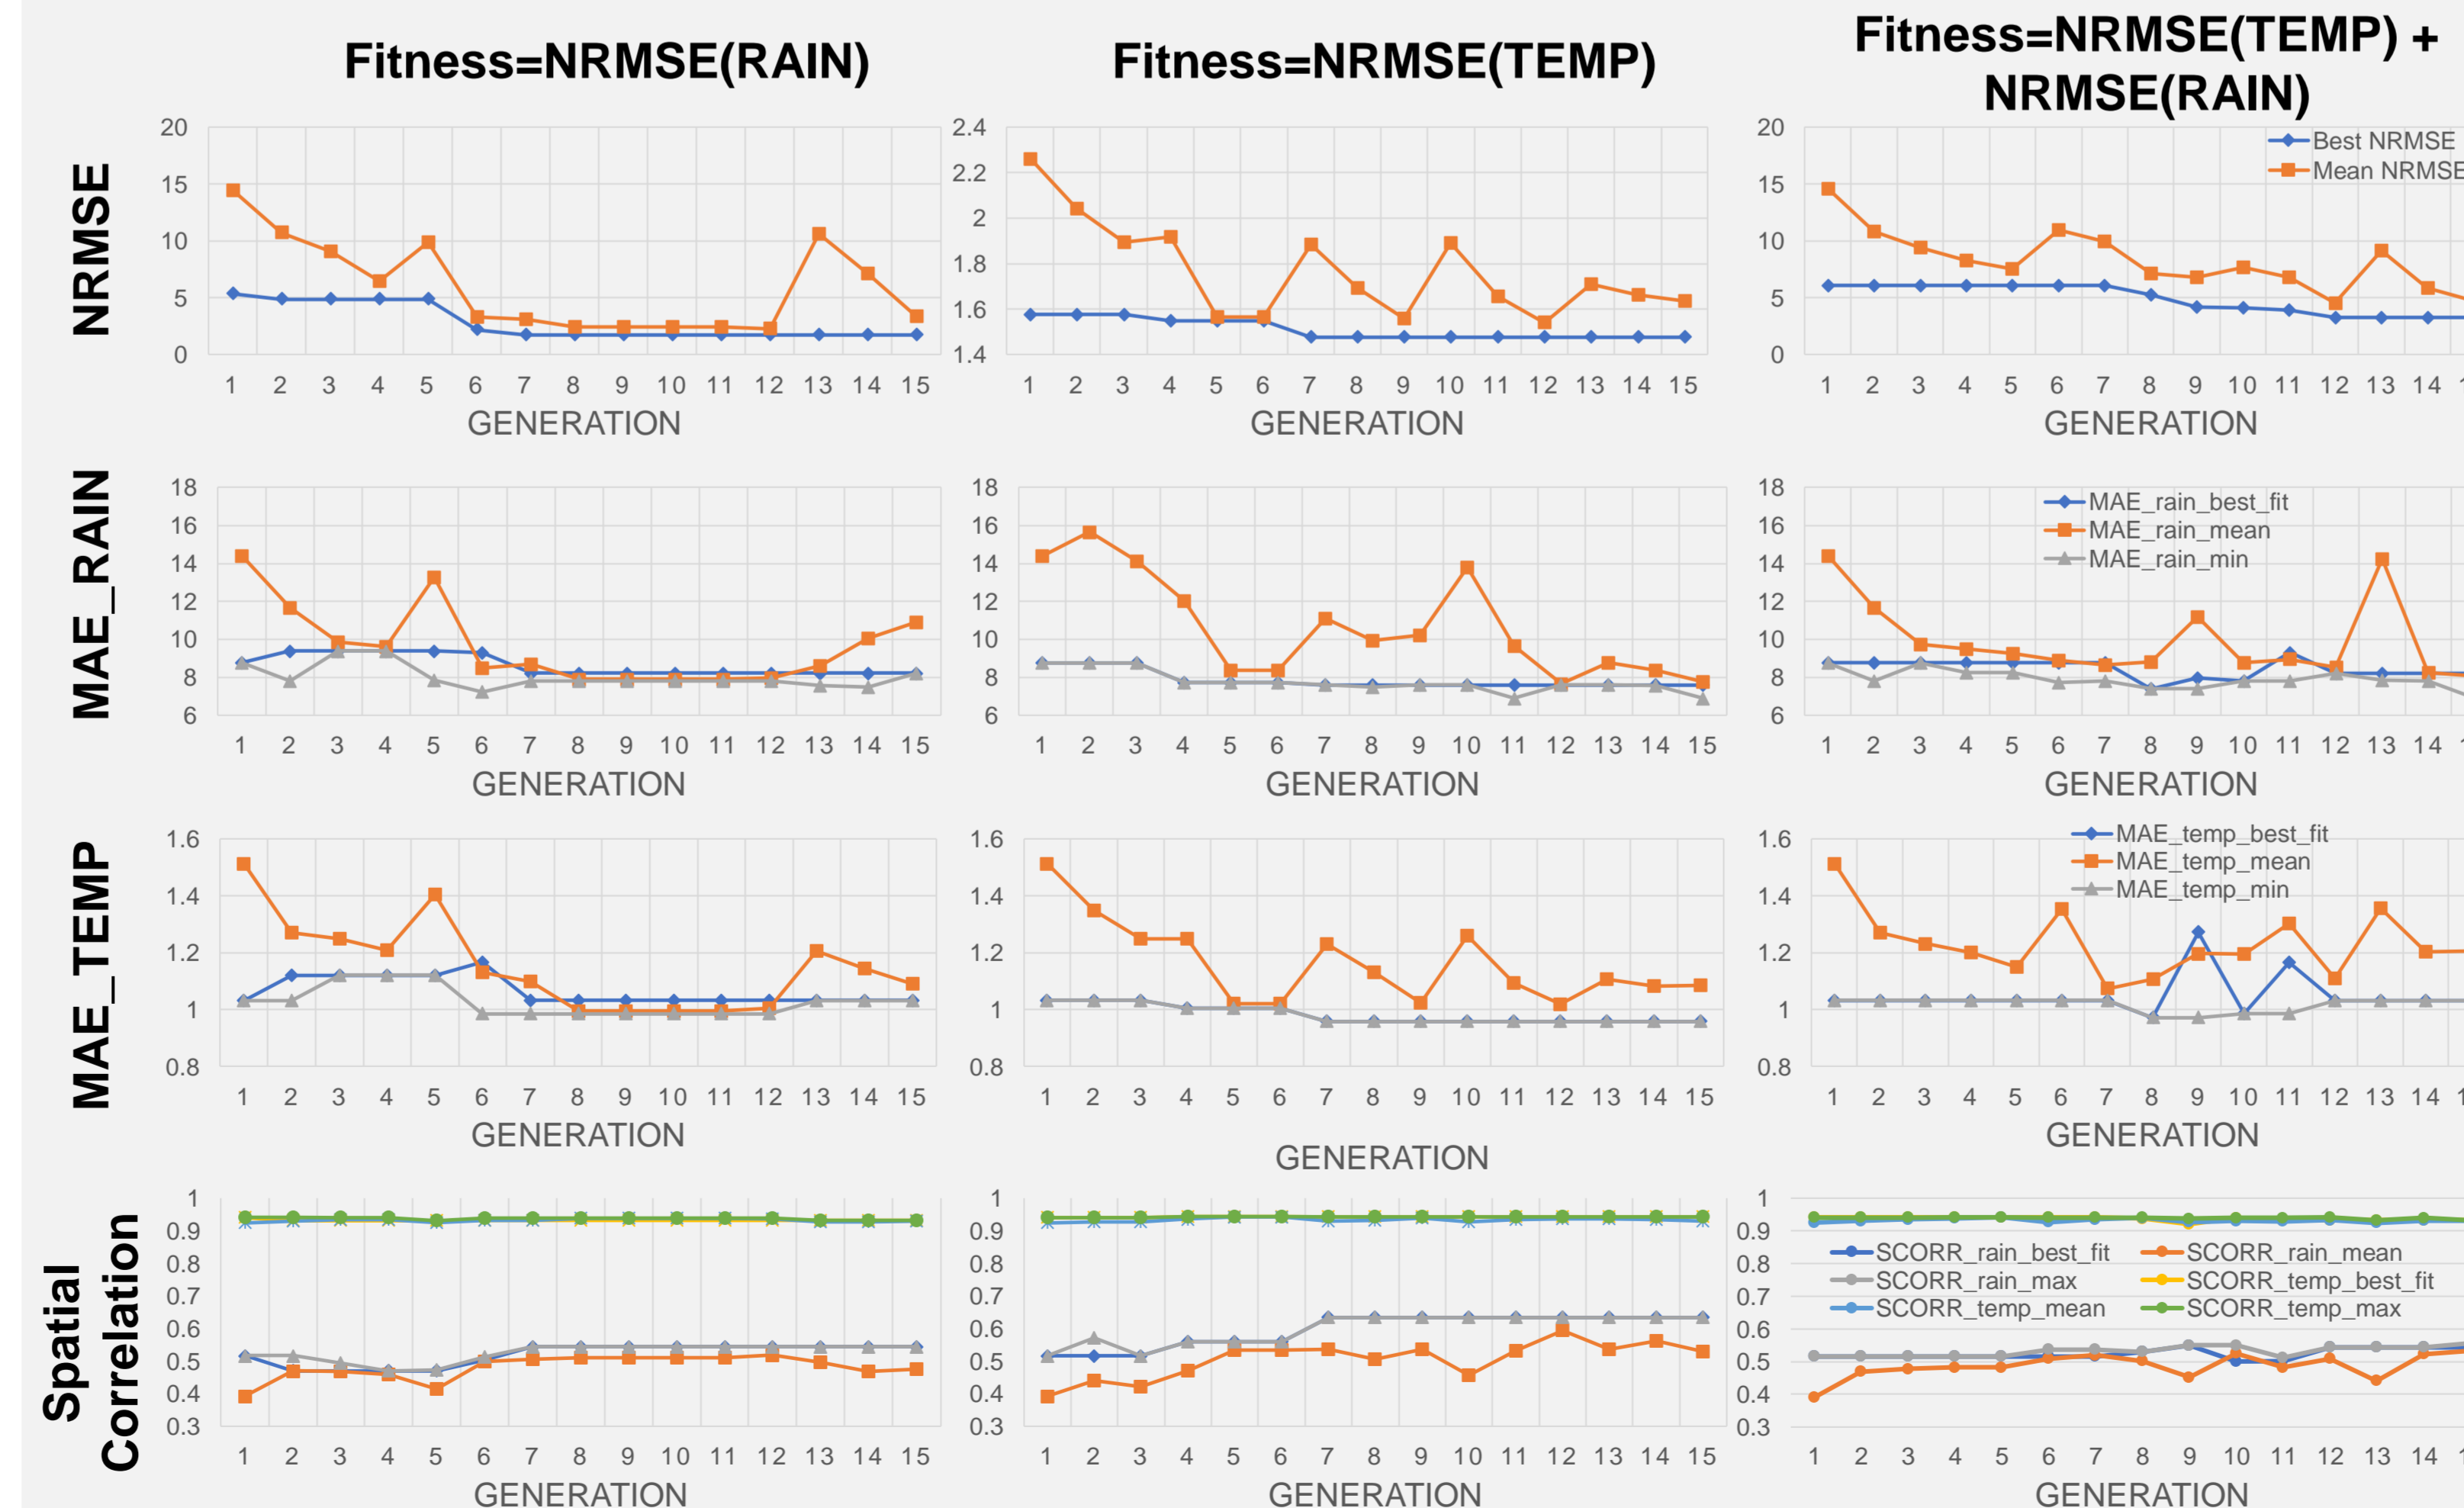 Fitness=NRMSE(RAIN)
Fitness=NRMSE(TEMP)
Fitness=NRMSE(TEMP) +
NRMSE(RAIN)
NRMSE
20
15
10
5
0
1 2 3 4 5 6 7 8 9 10 11 12 13 14 15
GENERATION
2.4
2.2
2
1.8
1.6
1.4
1 2 3 4 5 6 7 8 9 10 11 12 13 14 15
GENERATION
20
15
10
5
0
Best NRMSE
Mean NRMSE
1 2 3 4 5 6 7 8 9 10 11 12 13 14
GENERATION
MAE_RAIN
18
16
14
12
10
8
6
1 2 3 4 5 6 7 8 9 10 11 12 13 14 15
GENERATION
18
16
14
12
10
8
6
1 2 3 4 5 6 7 8 9 10 11 12 13 14 15
GENERATION
18
16
14
12
10
8
6
MAE_rain_best_fit
MAE_rain_mean
MAE_rain_min
1 2 3 4 5 6 7 8 9 10 11 12 13 14
GENERATION
MAE_TEMP
1.6
1.4
1.2
1
0.8
1 2 3 4 5 6 7 8 9 10 11 12 13 14 15
GENERATION
1.6
1.4
1.2
1
0.8
1 2 3 4 5 6 7 8 9 10 11 12 13 14 15
GENERATION
1.6
1.4
1.2
1
0.8
MAE_temp_best_fit
MAE_temp_mean
MAE_temp_min
1 2 3 4 5 6 7 8 9 10 11 12 13 14
GENERATION
Spatial
Correlation
1
0.9
0.8
0.7
0.6
0.5
0.4
0.3
1 2 3 4 5 6 7 8 9 10 11 12 13 14 15
GENERATION
1
0.9
0.8
0.7
0.6
0.5
0.4
0.3
1 2 3 4 5 6 7 8 9 10 11 12 13 14 15
GENERATION
1
0.9
0.8
0.7
0.6
0.5
0.4
0.3
SCORR_rain_best_fit SCORR_rain_mean
SCORR_rain_max SCORR_temp_best_fit
SCORR_temp_mean SCORR_temp_max
1 2 3 4 5 6 7 8 9 10 11 12 13 14
GENERATION